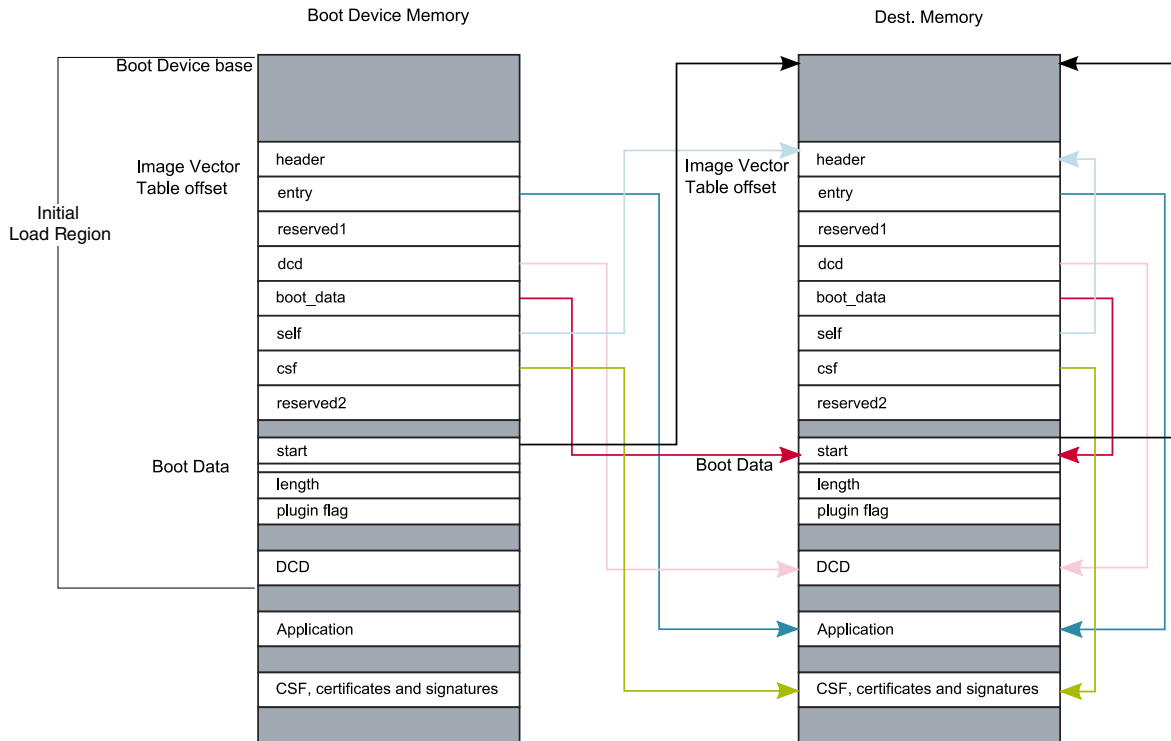 Boot Device Memory
Dest. Memory
Boot Device base
Image Vector
Table offset
Initial
Load Region
header
entry
reserved1
dcd
boot_data
self
csf
reserved2
Boot Data
start
length
plugin flag
DCD
Application
CSF, certificates and signatures
Image Vector
Table offset
header
entry
reserved1
dcd
boot_data
self
csf
reserved2
Boot Data
start
length
plugin flag
DCD
Application
CSF, certificates and signatures